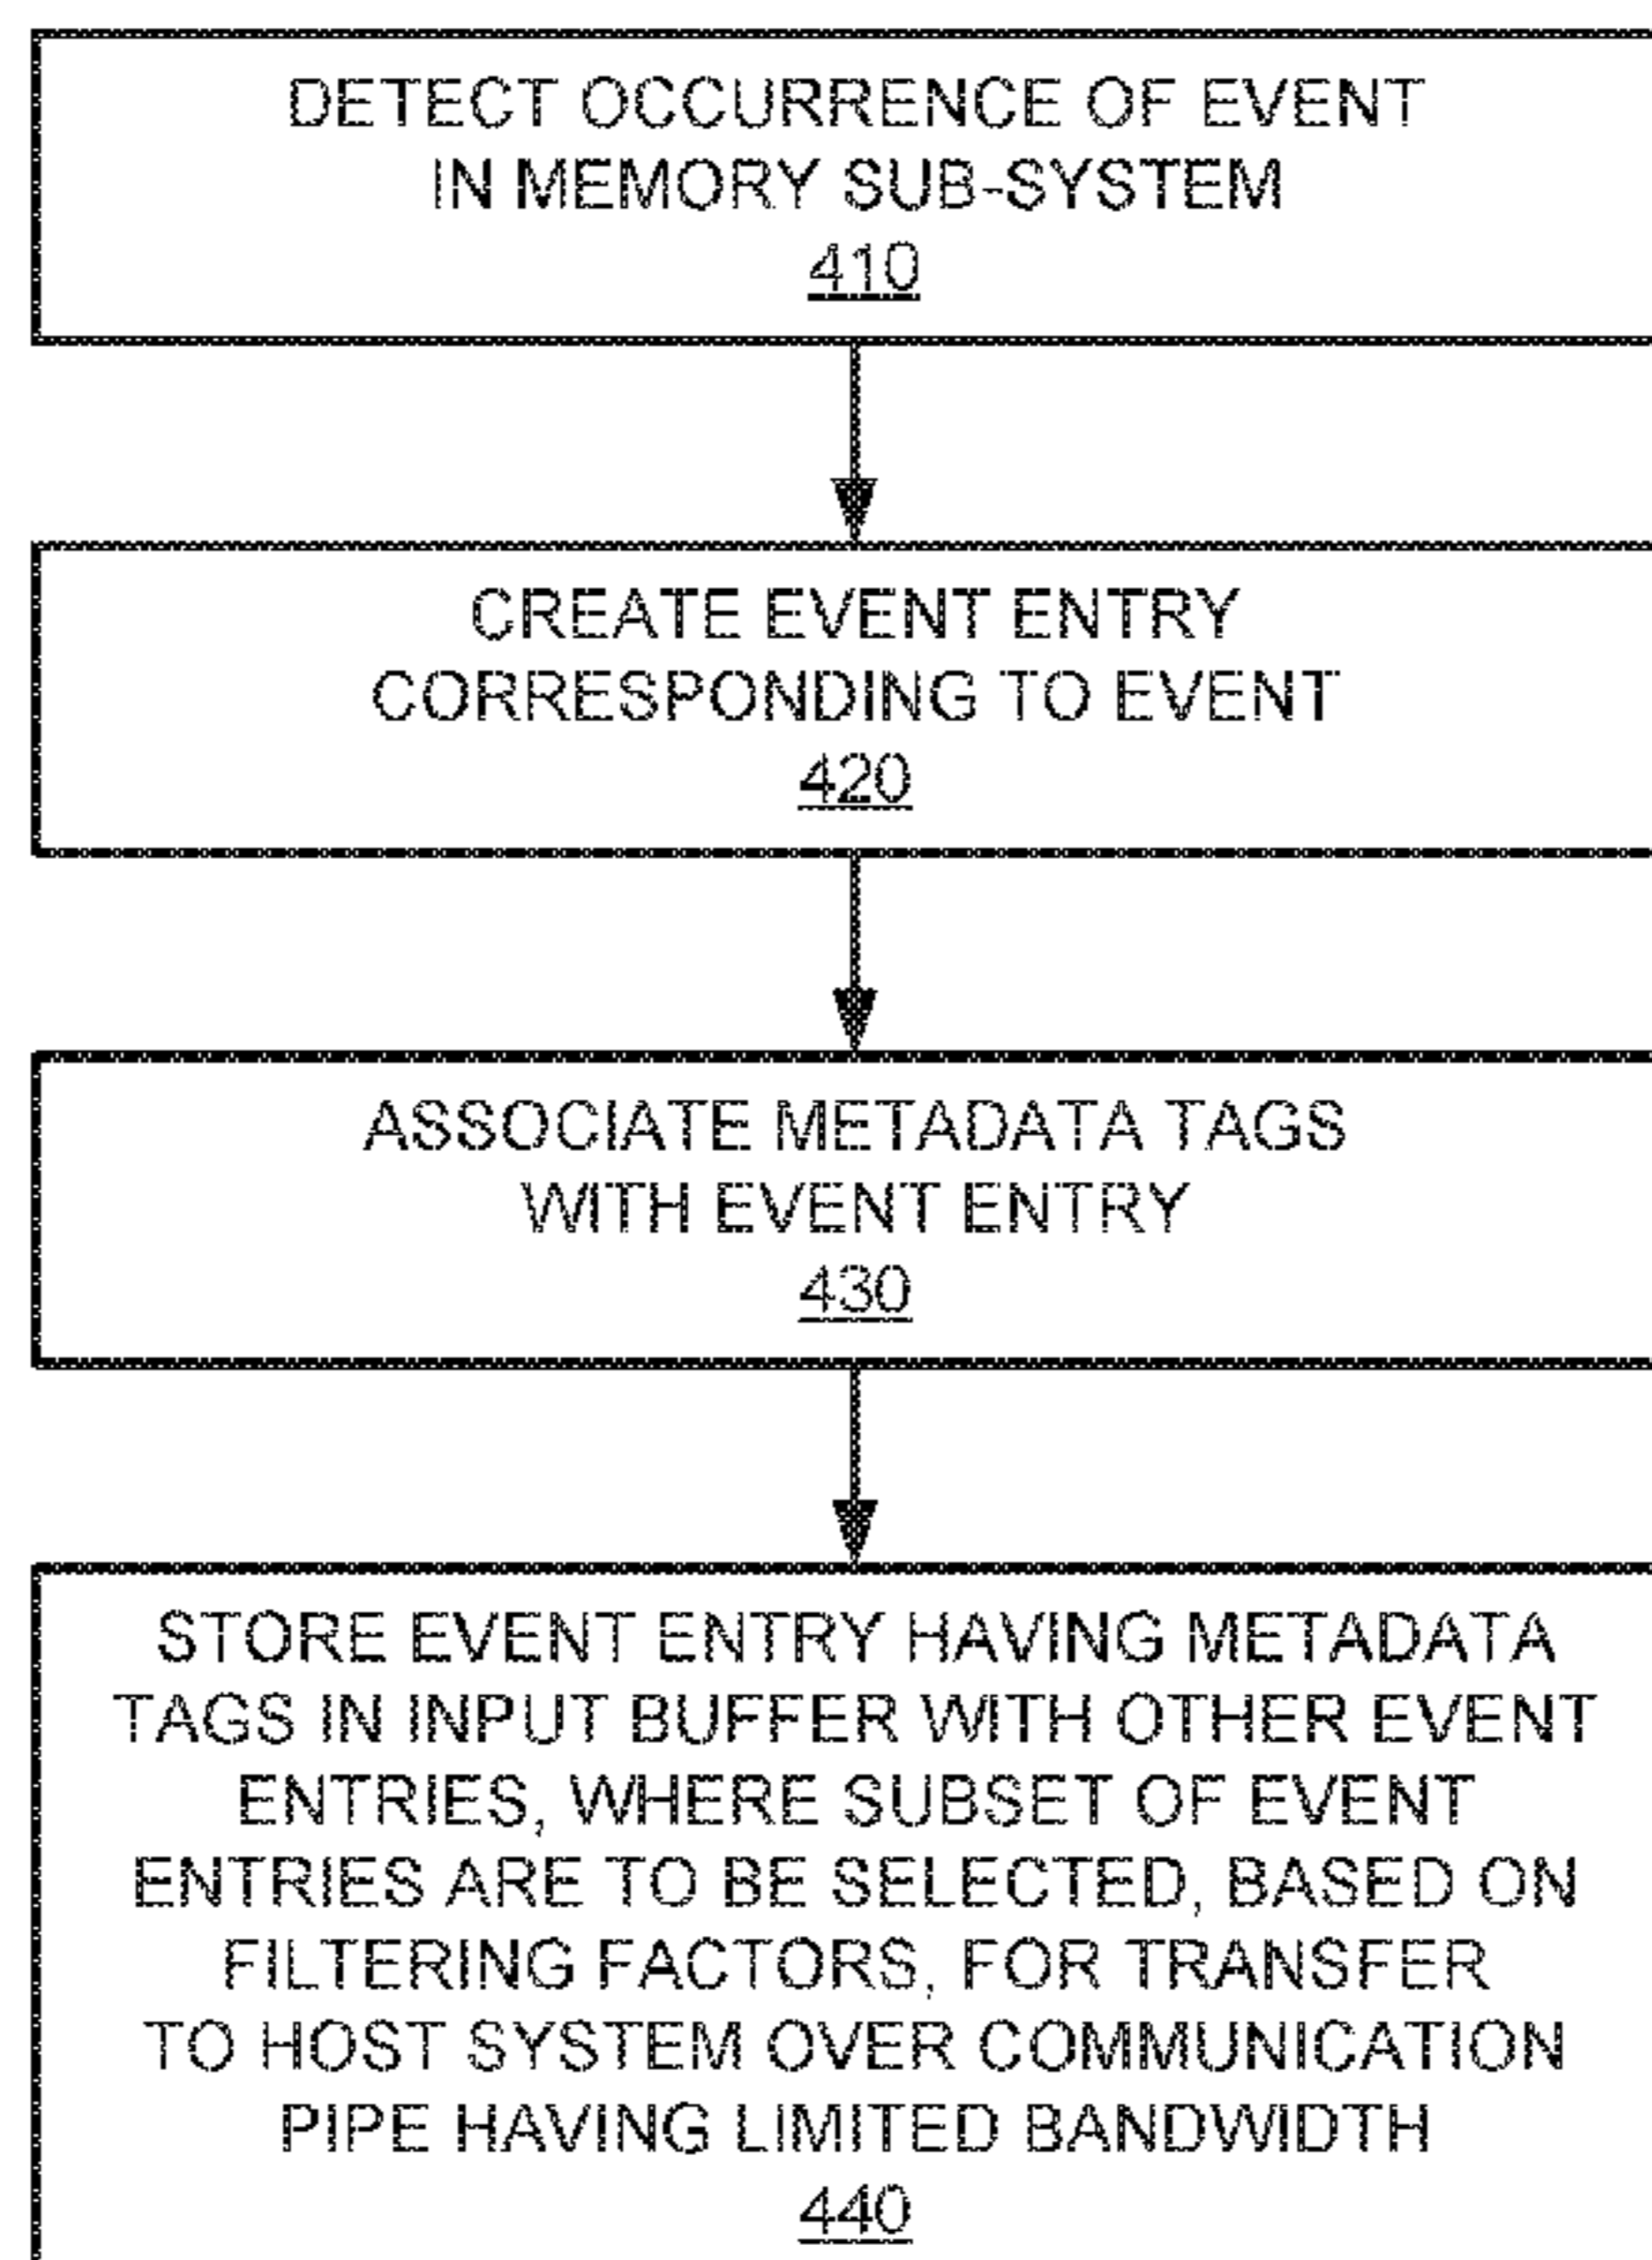 DETECT OCCURRENCE OF EVENT
IN MEMORY SUB-SYSTEM
410
CREATE EVENT ENTRY
CORRESPONDING TO EVENT
420
ASSOCIATE METADATA TAGS
WITH EVENT ENTRY
430
STORE EVENT ENTRY HAVING METADATA
TAGS IN INPUT BUFFER WITH OTHER EVENT
ENTRIES, WHERE SUBSET OF EVENT
ENTRIES ARE TO BE SELECTED, BASED ON
FILTERING FACTORS, FOR TRANSFER
TO HOST SYSTEM OVER COMMUNICATION
PIPE HAVING LIMITED BANDWIDTH
440